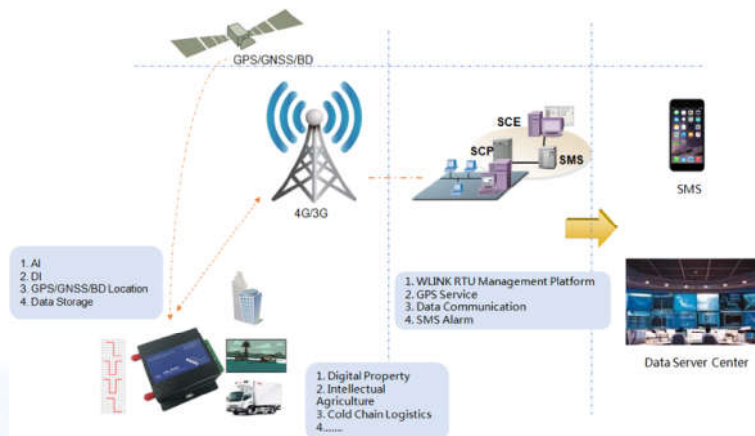 GPS/GNSS/BD
4G/3G
SCE
SCP
SMS
SMS
1. AI
2. DI
3. GPS/GNSS/BD Location
4. Data Storage
1. WLINK RTU Management Platform
2. GPS Service
3. Data Communication
4. SMS Alarm
Data Server Center
1. Digital Property
2. Intellectual
Agriculture
3. Cold Chain Logistics
4.......